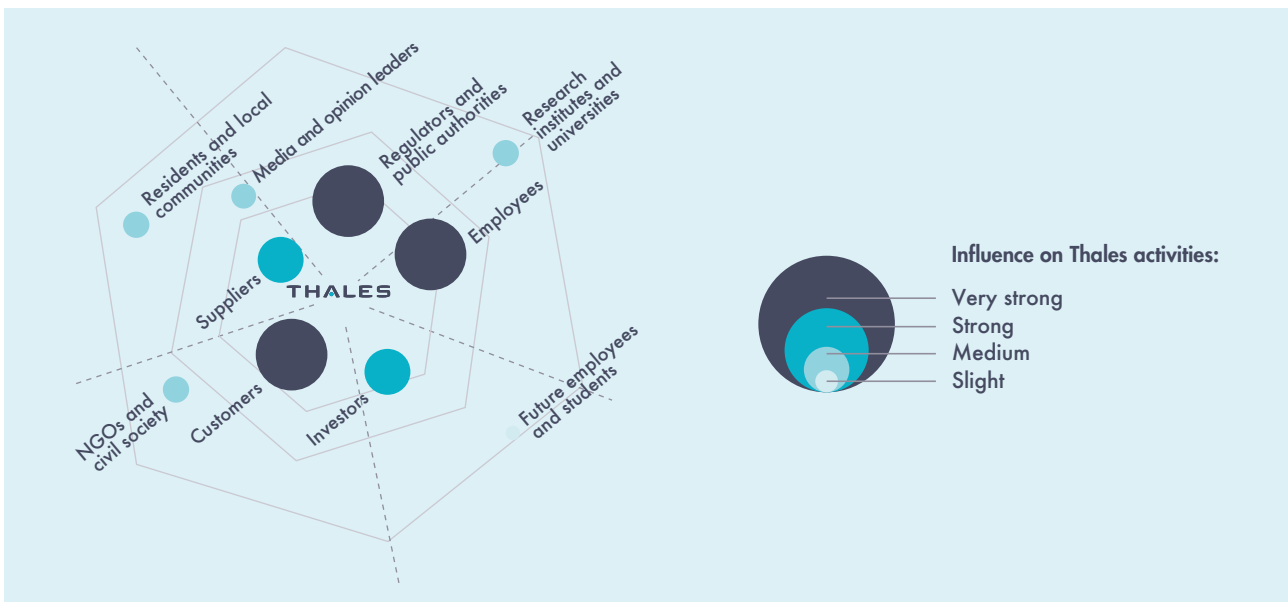 Residents and local
communities
Media and opinion leaders
Regulators and
public authorities
Research
institutes and
universities
Employees
Suppliers
THALES
Customers
Investors
NGOs and
civil society
Future employees
and students
Influence on Thales activities:
Very strong
Strong
Medium
Slight